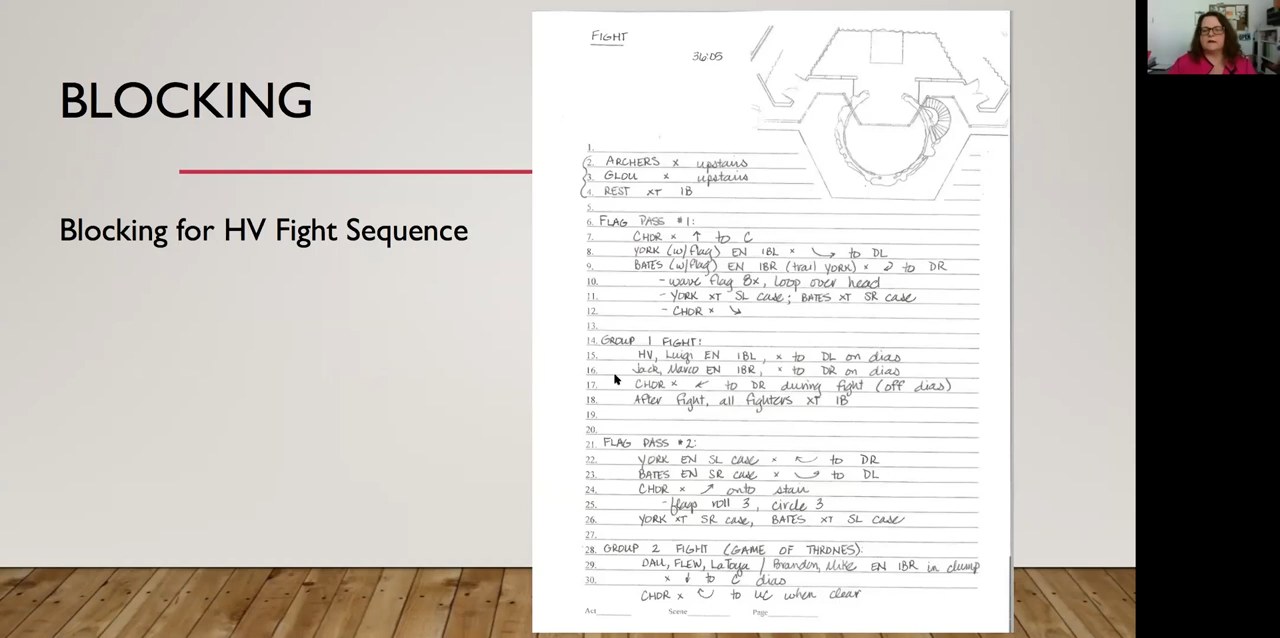 BLOCKING
Blocking for HV Fight Sequence
FIGHT
36:05
1.
2. ARCHERS x upstairs
3. GLOU x upstairs
4. REST XT IB
5.
6. FLAG PASS #1:
7. CHOR x ↑ to C
8. YORK (w/flag) EN IBL x ↘ to DL
9. BATES (w/flag) EN IBR (trail YORK) x to DR
10. - wave flag 8x, loop over head
11. - YORK XT SL case; BATES XT SR case
12. - CHOR x ↘
13.
14. GROUP 1 FIGHT:
15. HV, Luigi EN IBL, x to DL on dias
16. Jack, Marco EN IBR, x to DR on dias
17. CHOR x ↙ to DR during fight (off dias)
18. After fight, all fighters XT IB
19.
20.
21. FLAG PASS #2:
22. YORK EN SL case x to DR
23. BATES EN SR case x to DL
24. CHOR x ↗ onto stair
25. - flags roll 3, circle 3
26. YORK XT SR case, BATES XT SL case
27.
28. GROUP 2 FIGHT (GAME OF THRONES):
29. DAU, FLEW, LaToya / Brandon, Mike EN IBR in clump
30. x ↓ to C dias
CHOR x to UC when clear
Act Scene Page